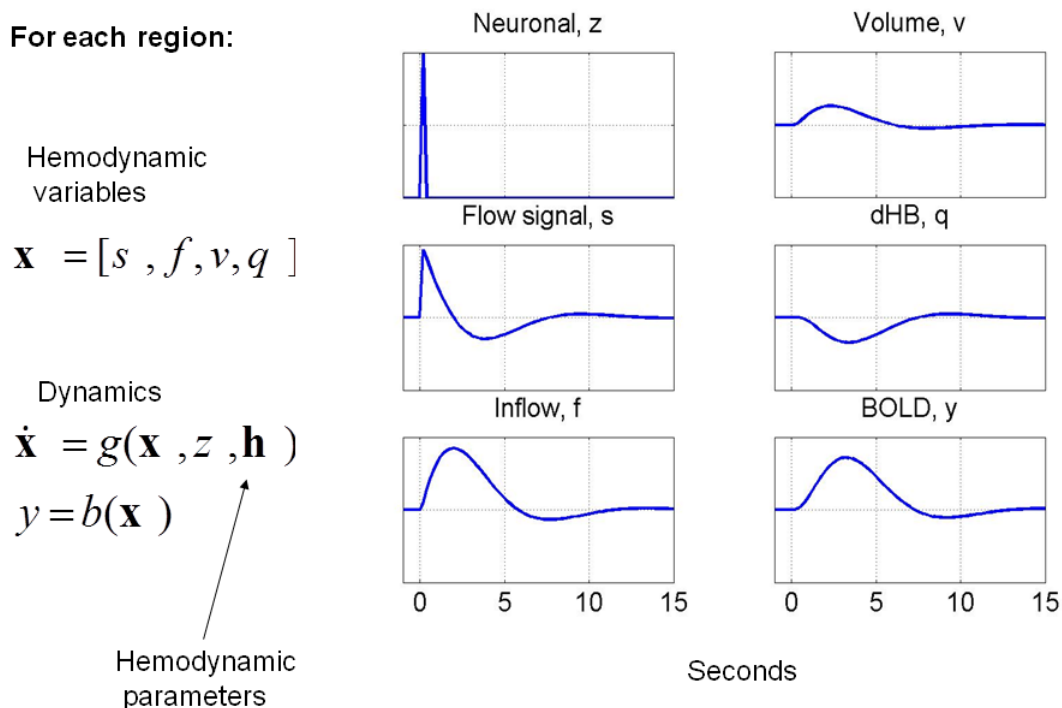 For each region:
Hemodynamic
variables
x = [s , f, v, q ]
Dynamics
ẋ = g(x , z , h )
y = b(x )
Hemodynamic
parameters
Neuronal, z
Volume, v
Flow signal, s
dHB, q
Inflow, f
BOLD, y
0 5 10 15
0 5 10 15
Seconds